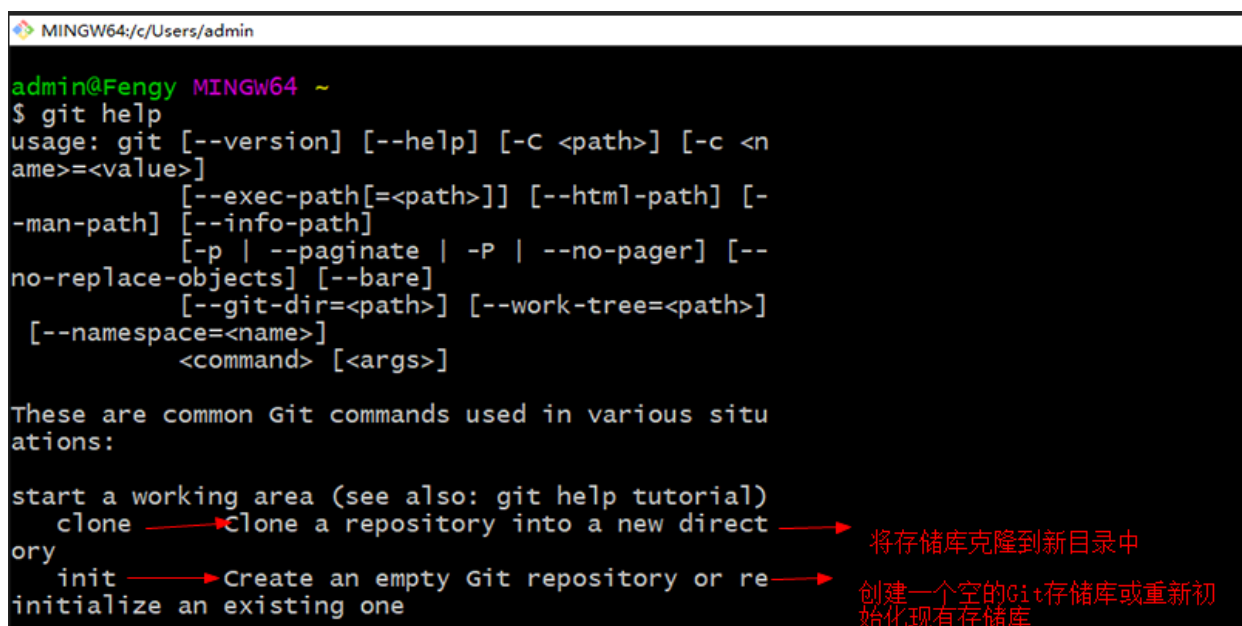 MINGW64:/c/Users/admin
admin@Fengy MINGW64 ~
$ git help
usage: git [--version] [--help] [-C <path>] [-c <n
ame>=<value>]
           [--exec-path[=<path>]] [--html-path] [-
-man-path] [--info-path]
           [-p | --paginate | -P | --no-pager] [--
no-replace-objects] [--bare]
           [--git-dir=<path>] [--work-tree=<path>]
 [--namespace=<name>]
           <command> [<args>]
These are common Git commands used in various situ
ations:
start a working area (see also: git help tutorial)
   clone     Clone a repository into a new direct
ory
将存储库克隆到新目录中
   init      Create an empty Git repository or re
initialize an existing one
创建一个空的Git存储库或重新初
始化现有存储库